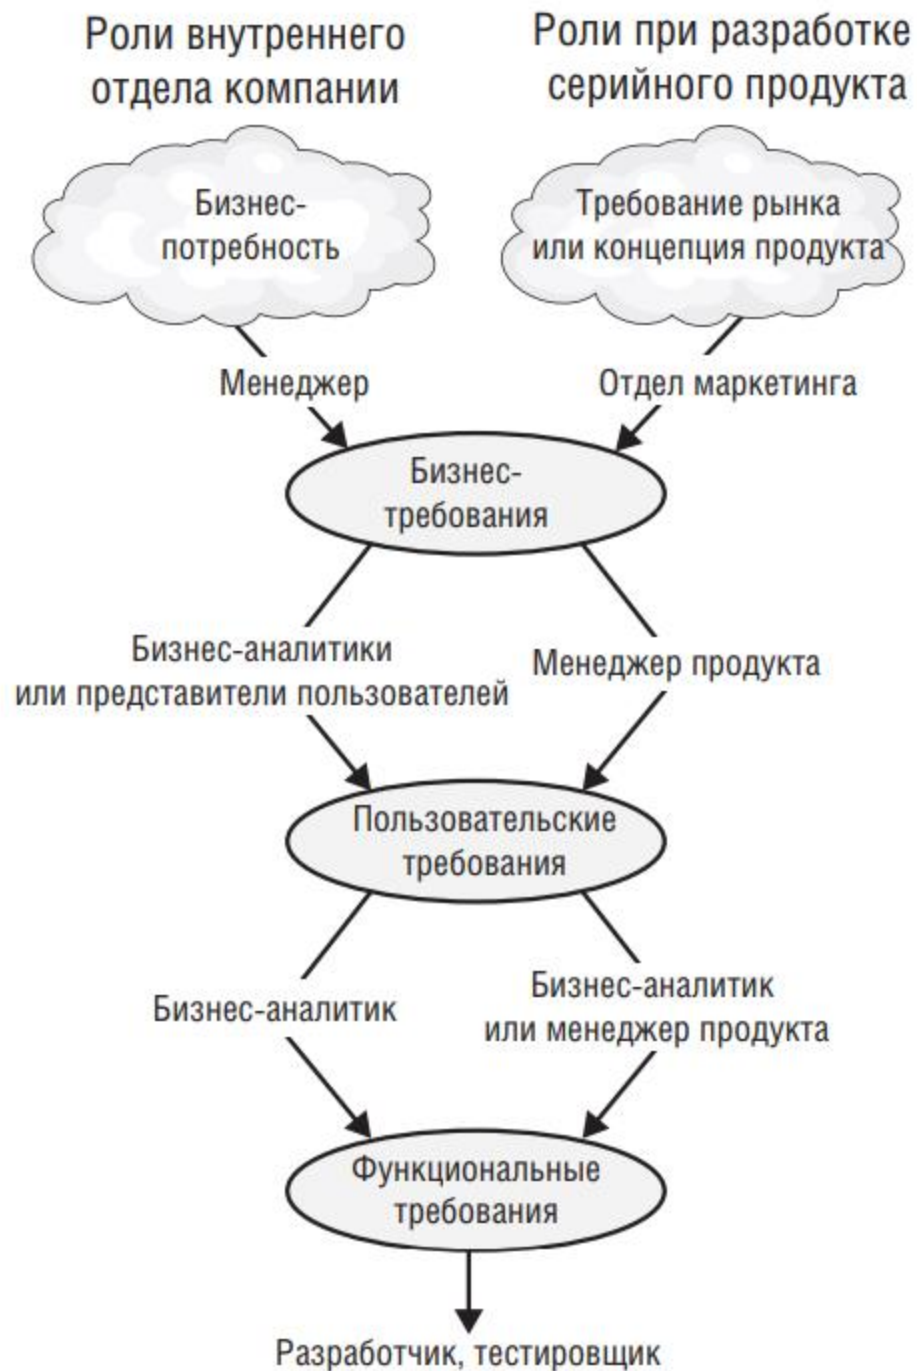 Роли внутреннего
отдела компании
Роли при разработке
серийного продукта
Бизнес-
потребность
Требование рынка
или концепция продукта
Менеджер
Отдел маркетинга
Бизнес-
требования
Бизнес-аналитики
или представители пользователей
Менеджер продукта
Пользовательские
требования
Бизнес-аналитик
Бизнес-аналитик
или менеджер продукта
Функциональные
требования
Разработчик, тестировщик